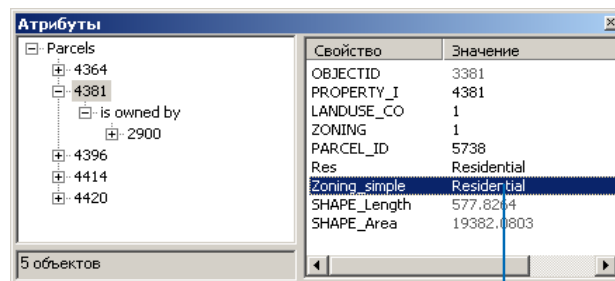 Атрибуты
Parcels
4364
4381
is owned by
2900
4396
4414
4420
5 объектов
Свойство Значение
OBJECTID 3381
PROPERTY_I 4381
LANDUSE_CO 1
ZONING 1
PARCEL_ID 5738
Res Residential
Zoning_simple Residential
SHAPE_Length 577.8264
SHAPE_Area 19382.0803